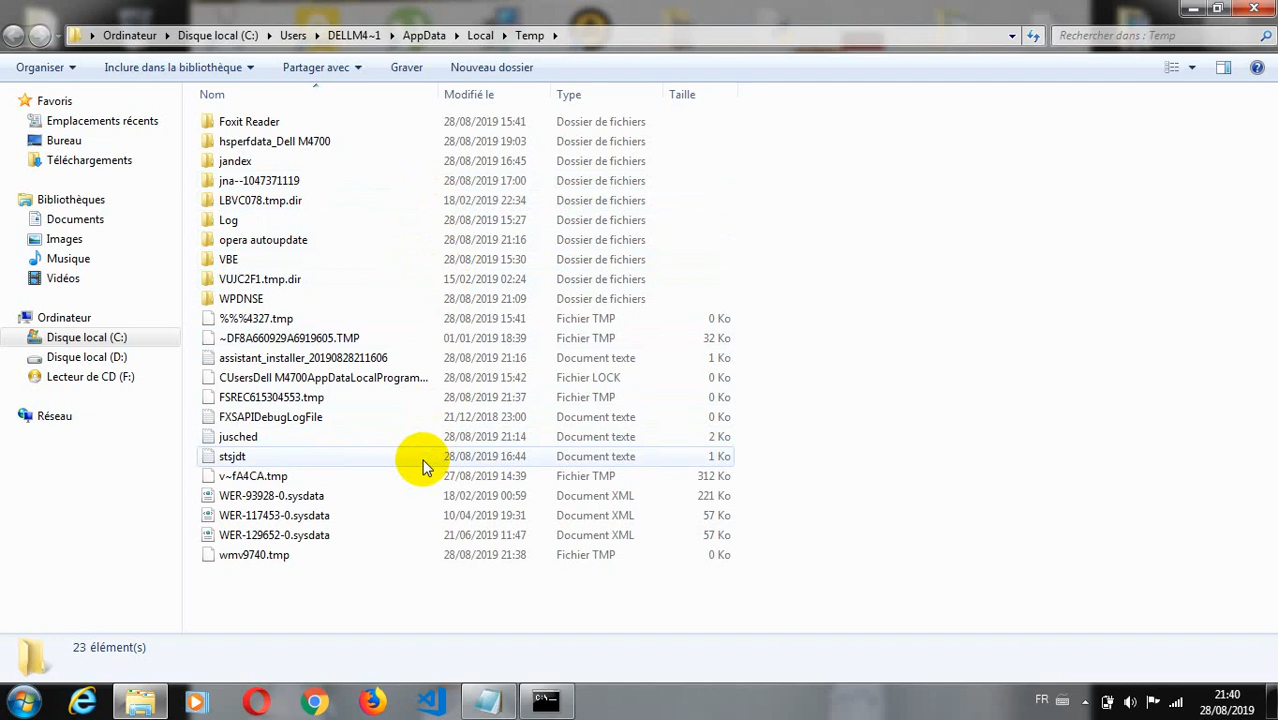 Ordinateur Disque local (C:) Users DELLM4~1 AppData Local Temp Rechercher dans : Temp
Organiser Inclure dans la bibliothèque Partager avec Graver Nouveau dossier
Nom Modifié le Type Taille
Favoris
Emplacements récents
Bureau
Téléchargements
Bibliothèques
Documents
Images
Musique
Vidéos
Ordinateur
Disque local (C:)
Disque local (D:)
Lecteur de CD (F:)
Réseau
Foxit Reader 28/08/2019 15:41 Dossier de fichiers
hsperfdata_Dell M4700 28/08/2019 19:03 Dossier de fichiers
jandex 28/08/2019 16:45 Dossier de fichiers
jna--1047371119 28/08/2019 17:00 Dossier de fichiers
LBVC078.tmp.dir 18/02/2019 22:34 Dossier de fichiers
Log 28/08/2019 15:27 Dossier de fichiers
opera autoupdate 28/08/2019 21:16 Dossier de fichiers
VBE 28/08/2019 15:30 Dossier de fichiers
VUJC2F1.tmp.dir 15/02/2019 02:24 Dossier de fichiers
WPDNSE 28/08/2019 21:09 Dossier de fichiers
%%%4327.tmp 28/08/2019 15:41 Fichier TMP 0 Ko
~DF8A660929A6919605.TMP 01/01/2019 18:39 Fichier TMP 32 Ko
assistant_installer_20190828211606 28/08/2019 21:16 Document texte 1 Ko
CUsersDell M4700AppDataLocalProgram... 28/08/2019 15:42 Fichier LOCK 0 Ko
FSREC615304553.tmp 28/08/2019 21:37 Fichier TMP 0 Ko
FXSAPIDebugLogFile 21/12/2018 23:00 Document texte 0 Ko
jusched 28/08/2019 21:14 Document texte 2 Ko
stsjdt 28/08/2019 16:44 Document texte 1 Ko
v~fA4CA.tmp 27/08/2019 14:39 Fichier TMP 312 Ko
WER-93928-0.sysdata 18/02/2019 00:59 Document XML 221 Ko
WER-117453-0.sysdata 10/04/2019 19:31 Document XML 57 Ko
WER-129652-0.sysdata 21/06/2019 11:47 Document XML 57 Ko
wmv9740.tmp 28/08/2019 21:38 Fichier TMP 0 Ko
23 élément(s)
FR 21:40
28/08/2019